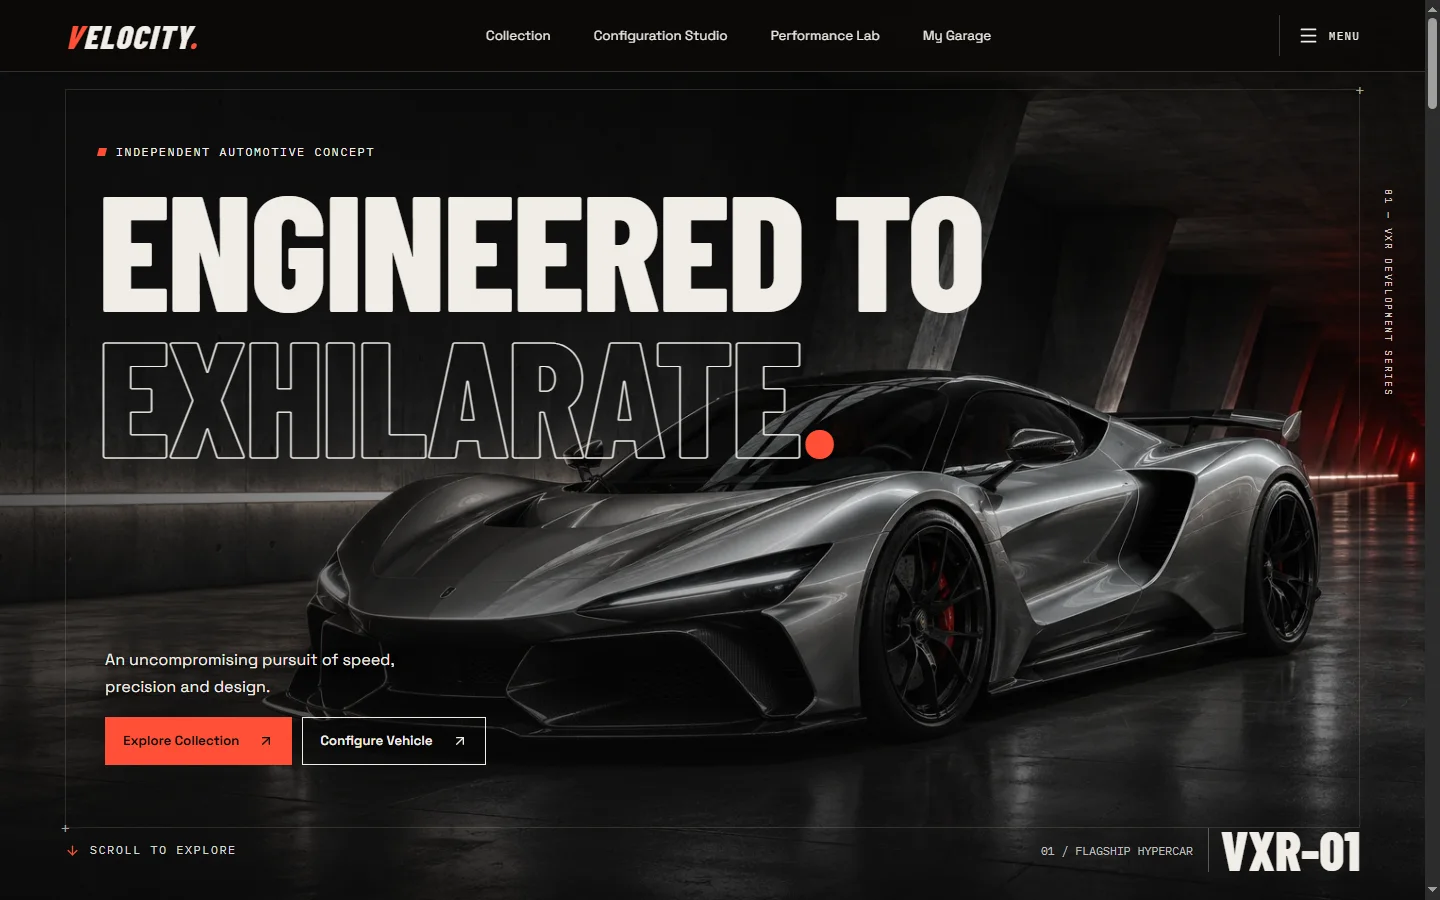 VELOCITY.
Collection
Configuration Studio
Performance Lab
My Garage
MENU
INDEPENDENT AUTOMOTIVE CONCEPT
ENGINEERED TO
EXHILARATE.
01 — VXR DEVELOPMENT SERIES
An uncompromising pursuit of speed,
precision and design.
Explore Collection
Configure Vehicle
SCROLL TO EXPLORE
01 / FLAGSHIP HYPERCAR
VXR-01